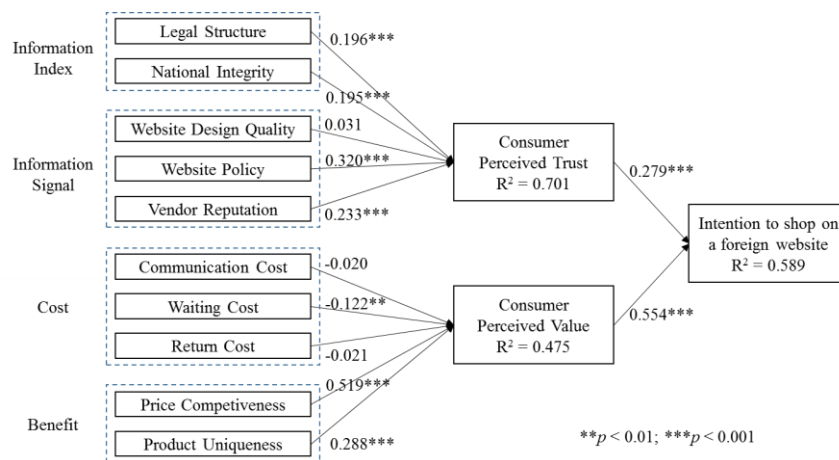 Information
Index
Legal Structure
National Integrity
0.196***
0.195***
Information
Signal
Website Design Quality
Website Policy
Vendor Reputation
0.031
0.320***
0.233***
Consumer
Perceived Trust
R² = 0.701
0.279***
Intention to shop on
a foreign website
R² = 0.589
Cost
Communication Cost
Waiting Cost
Return Cost
-0.020
-0.122**
-0.021
Consumer
Perceived Value
R² = 0.475
0.554***
Benefit
Price Competiveness
Product Uniqueness
0.519***
0.288***
**p < 0.01; ***p < 0.001